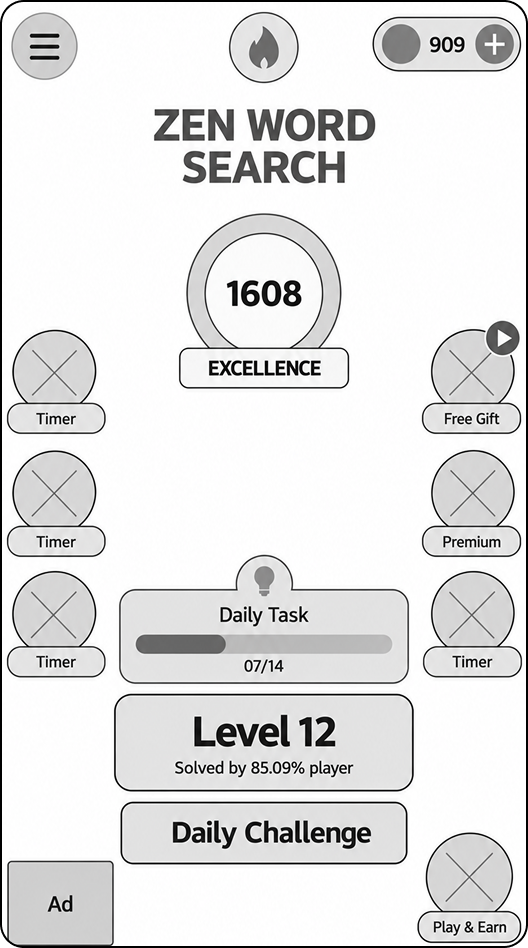 909
ZEN WORD
SEARCH
1608
EXCELLENCE
Timer
Free Gift
Timer
Premium
Daily Task
07/14
Timer
Timer
Level 12
Solved by 85.09% player
Daily Challenge
Ad
Play & Earn